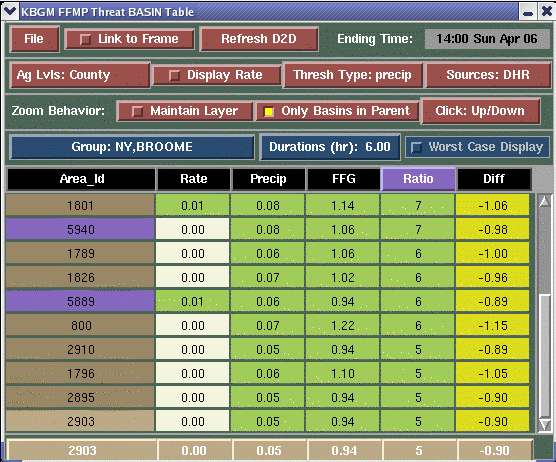 KBGM FFMP Threat BASIN Table
File Link to Frame Refresh D2D Ending Time: 14:00 Sun Apr 06
Ag Lvls: County Display Rate Thresh Type: precip Sources: DHR
Zoom Behavior: Maintain Layer Only Basins in Parent Click: Up/Down
Group: NY,BROOME Durations (hr): 6.00 Worst Case Display
Area_Id Rate Precip FFG Ratio Diff
1801 0.01 0.08 1.14 7 -1.06
5940 0.00 0.08 1.06 7 -0.98
1789 0.00 0.06 1.06 6 -1.00
1826 0.00 0.07 1.02 6 -0.96
5889 0.01 0.06 0.94 6 -0.89
800 0.00 0.07 1.22 6 -1.15
2910 0.00 0.05 0.94 5 -0.89
1796 0.00 0.06 1.10 5 -1.05
2895 0.00 0.05 0.94 5 -0.90
2903 0.00 0.05 0.94 5 -0.90
2903 0.00 0.05 0.94 5 -0.90